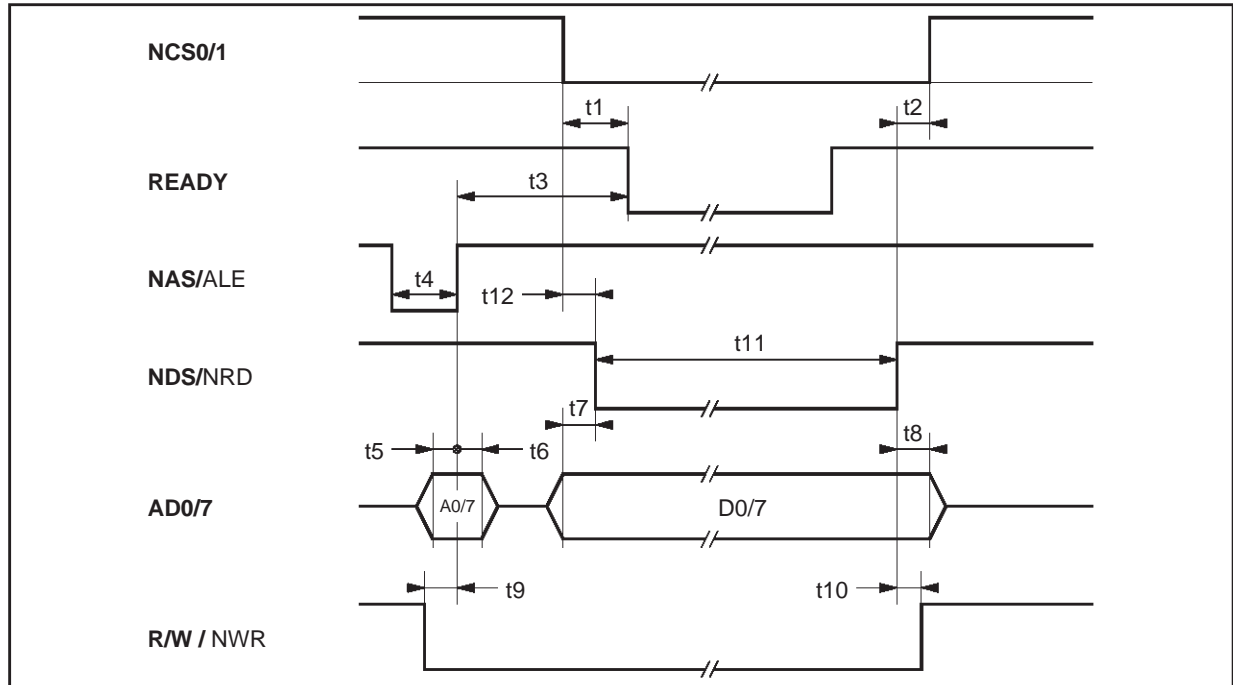 NCS0/1
t1
t2
READY
t3
NAS/ALE
t4
t12
t11
NDS/NRD
t7
t5
t6
t8
AD0/7
A0/7
D0/7
t9
t10
R/W / NWR